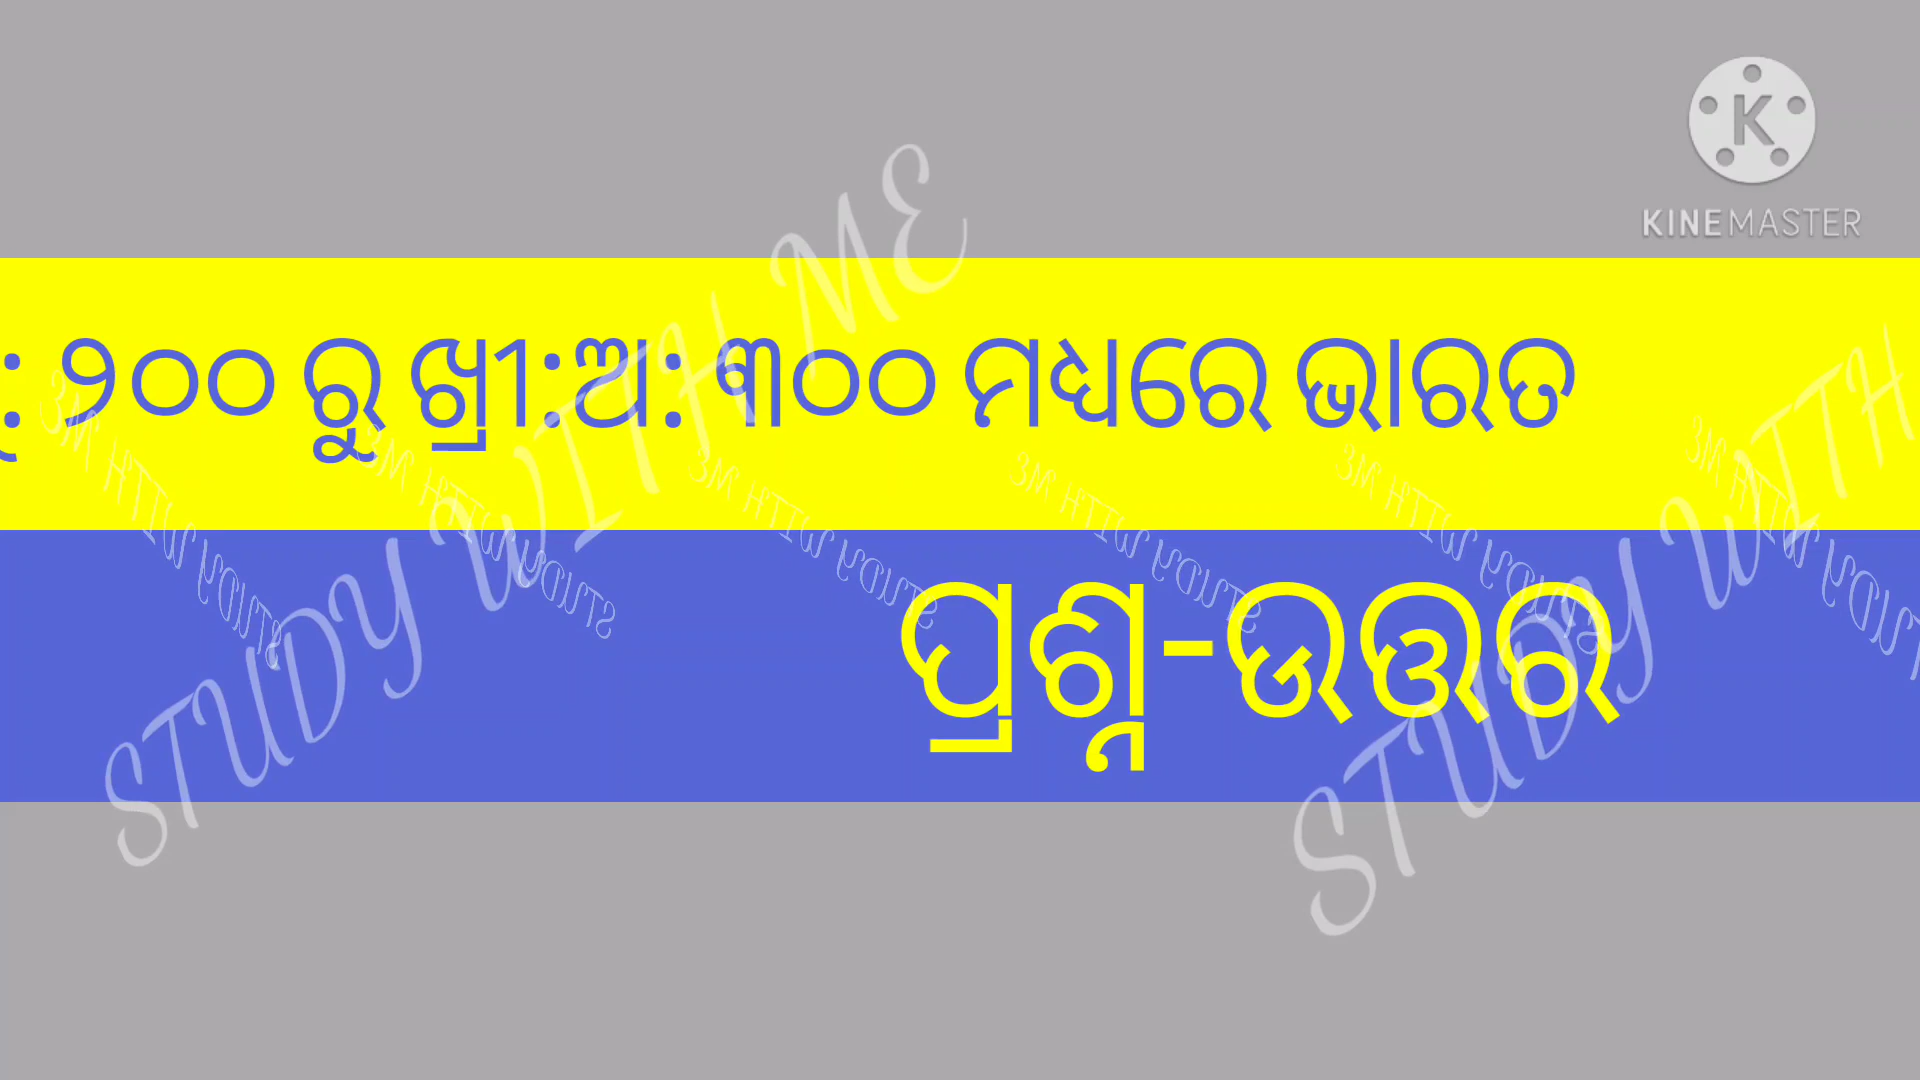 KINEMASTER
: ୨୦୦ ରୁ ଖ୍ରୀ:ଅ: ୩୦୦ ମଧ୍ୟରେ ଭାରତ
ପ୍ରଶ୍ନ-ଉତ୍ତର
STUDY WITH ME
STUDY WITH